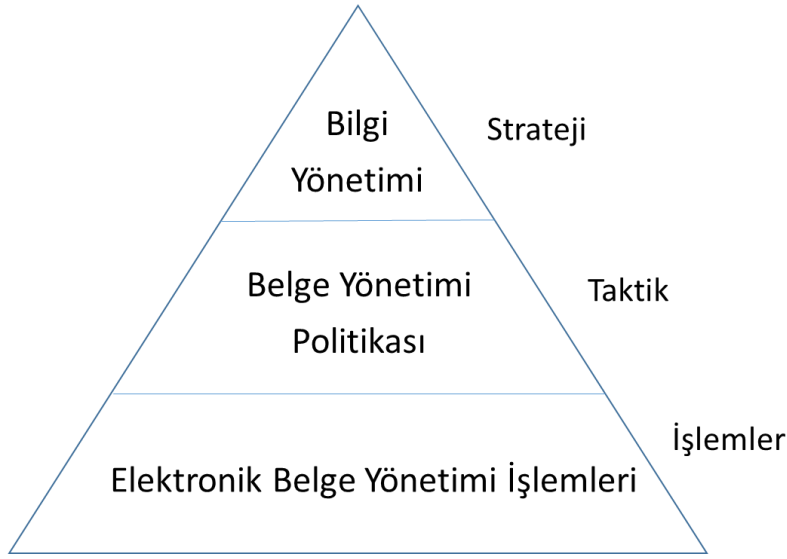 Bilgi
Yönetimi
Strateji
Belge Yönetimi
Politikası
Taktik
Elektronik Belge Yönetimi İşlemleri
İşlemler